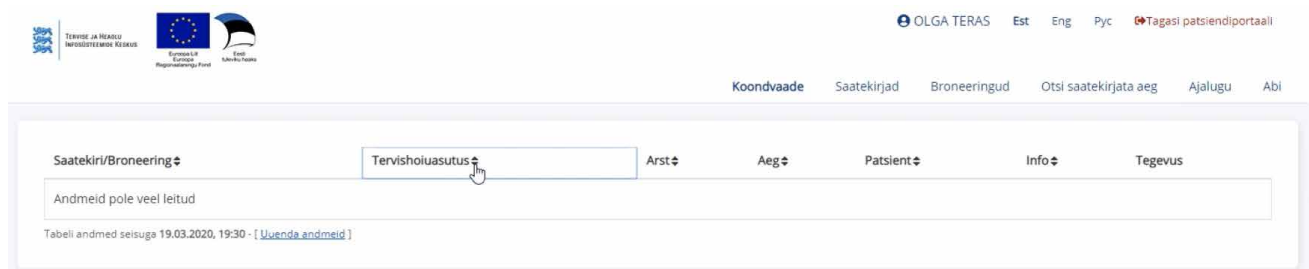 OLGA TERAS Est Eng Рус Tagasi patsiendiportaali
TERVISE JA HEAOLU
INFOSÜSTEEMIDE KESKUS
Euroopa Liit
Euroopa
Regionaalarengu Fond
Eesti
tuleviku heaks
Koondvaade Saatekirjad Broneeringud Otsi saatekirjata aeg Ajalugu Abi
Saatekiri/Broneering Tervishoiuasutus Arst Aeg Patsient Info Tegevus
Andmeid pole veel leitud
Tabeli andmed seisuga 19.03.2020, 19:30 - [ Uuenda andmeid ]